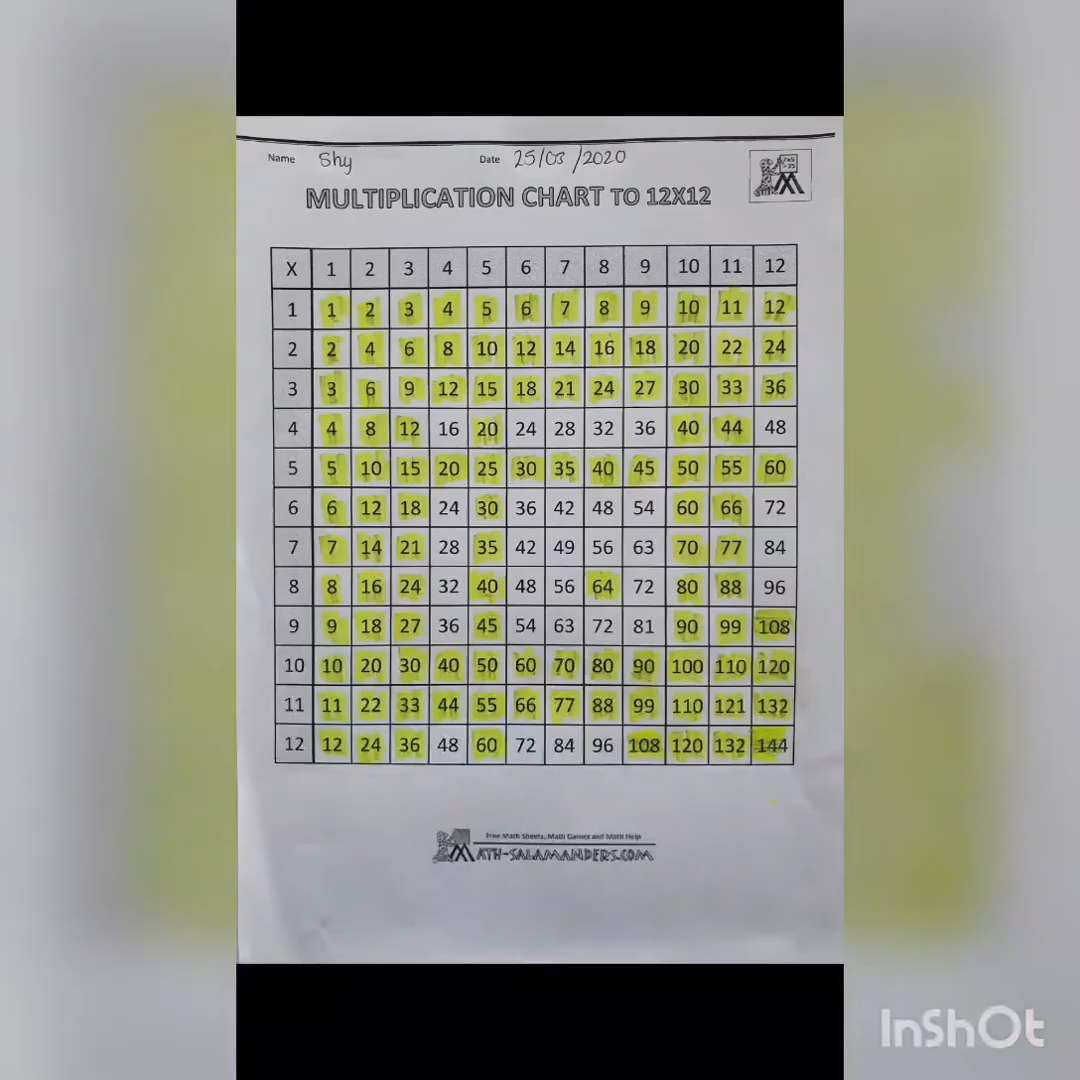 Name Shy Date 25/03/2020
7x5
=35
MULTIPLICATION CHART TO 12X12
X 1 2 3 4 5 6 7 8 9 10 11 12
1 1 2 3 4 5 6 7 8 9 10 11 12
2 2 4 6 8 10 12 14 16 18 20 22 24
3 3 6 9 12 15 18 21 24 27 30 33 36
4 4 8 12 16 20 24 28 32 36 40 44 48
5 5 10 15 20 25 30 35 40 45 50 55 60
6 6 12 18 24 30 36 42 48 54 60 66 72
7 7 14 21 28 35 42 49 56 63 70 77 84
8 8 16 24 32 40 48 56 64 72 80 88 96
9 9 18 27 36 45 54 63 72 81 90 99 108
10 10 20 30 40 50 60 70 80 90 100 110 120
11 11 22 33 44 55 66 77 88 99 110 121 132
12 12 24 36 48 60 72 84 96 108 120 132 144
Free Math Sheets, Math Games and Math Help
MATH-SALAMANDERS.COM
InShOt